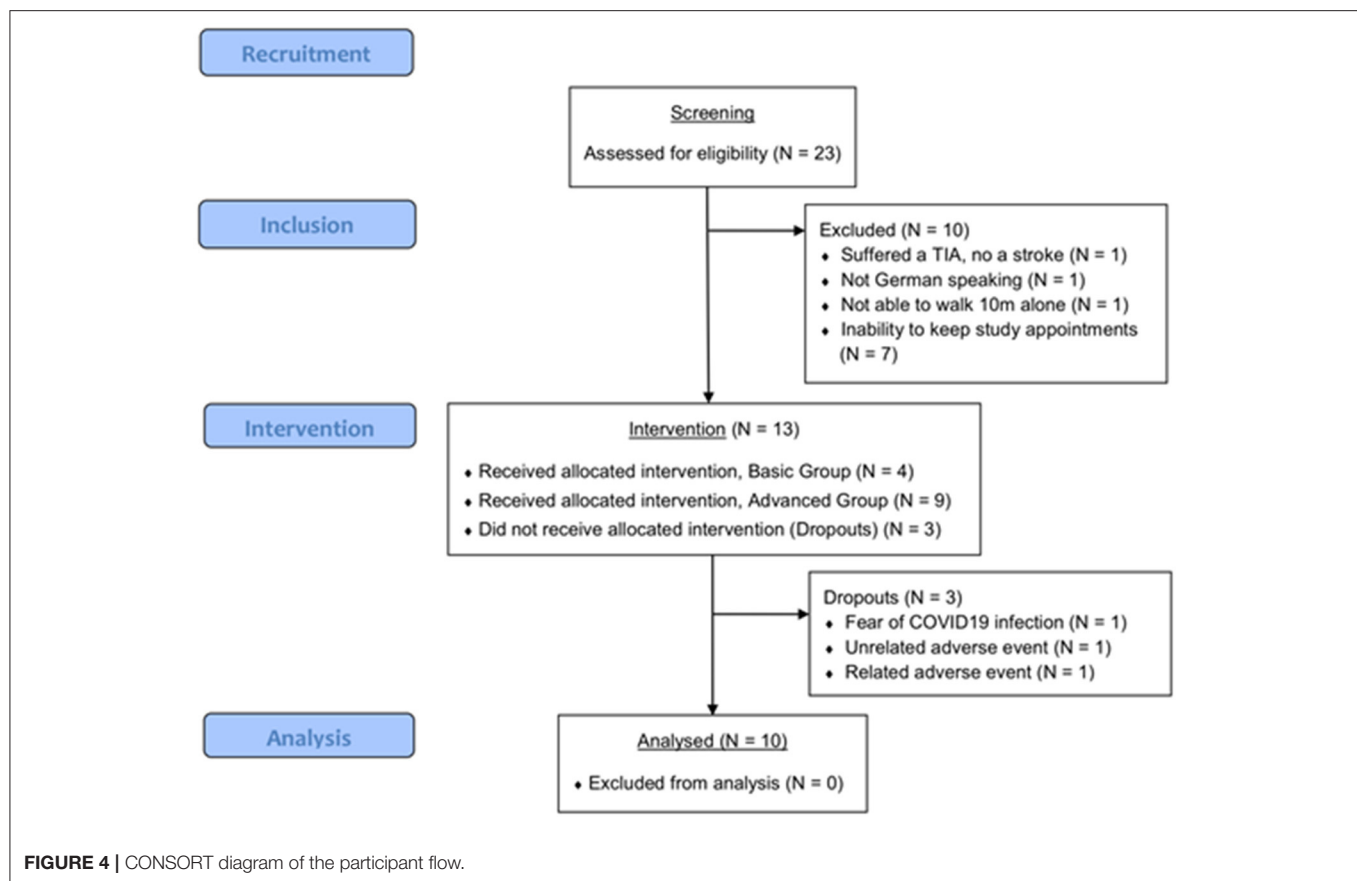 Recruitment
Screening
Assessed for eligibility (N = 23)
Inclusion
Excluded (N = 10)
♦ Suffered a TIA, no a stroke (N = 1)
♦ Not German speaking (N = 1)
♦ Not able to walk 10m alone (N = 1)
♦ Inability to keep study appointments
(N = 7)
Intervention
Intervention (N = 13)
♦ Received allocated intervention, Basic Group (N = 4)
♦ Received allocated intervention, Advanced Group (N = 9)
♦ Did not receive allocated intervention (Dropouts) (N = 3)
Dropouts (N = 3)
♦ Fear of COVID19 infection (N = 1)
♦ Unrelated adverse event (N = 1)
♦ Related adverse event (N = 1)
Analysis
Analysed (N = 10)
♦ Excluded from analysis (N = 0)
FIGURE 4 | CONSORT diagram of the participant flow.